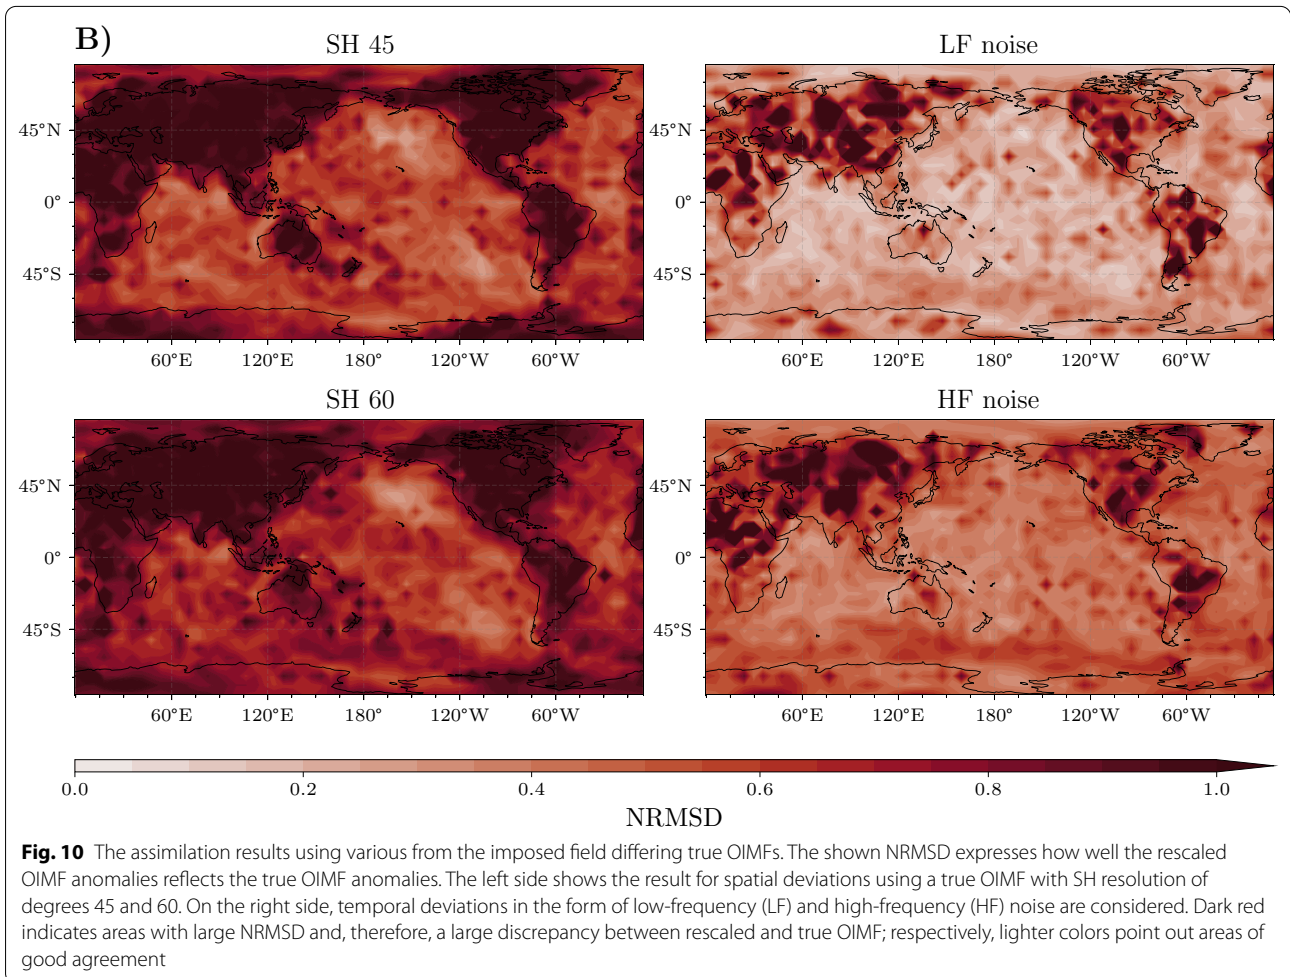 B)
SH 45
LF noise
45°N
0°
45°S
60°E 120°E 180° 120°W 60°W
60°E 120°E 180° 120°W 60°W
SH 60
HF noise
45°N
0°
45°S
60°E 120°E 180° 120°W 60°W
60°E 120°E 180° 120°W 60°W
0.0 0.2 0.4 0.6 0.8 1.0
NRMSD
Fig. 10 The assimilation results using various from the imposed field differing true OIMFs. The shown NRMSD expresses how well the rescaled
OIMF anomalies reflects the true OIMF anomalies. The left side shows the result for spatial deviations using a true OIMF with SH resolution of
degrees 45 and 60. On the right side, temporal deviations in the form of low-frequency (LF) and high-frequency (HF) noise are considered. Dark red
indicates areas with large NRMSD and, therefore, a large discrepancy between rescaled and true OIMF; respectively, lighter colors point out areas of
good agreement